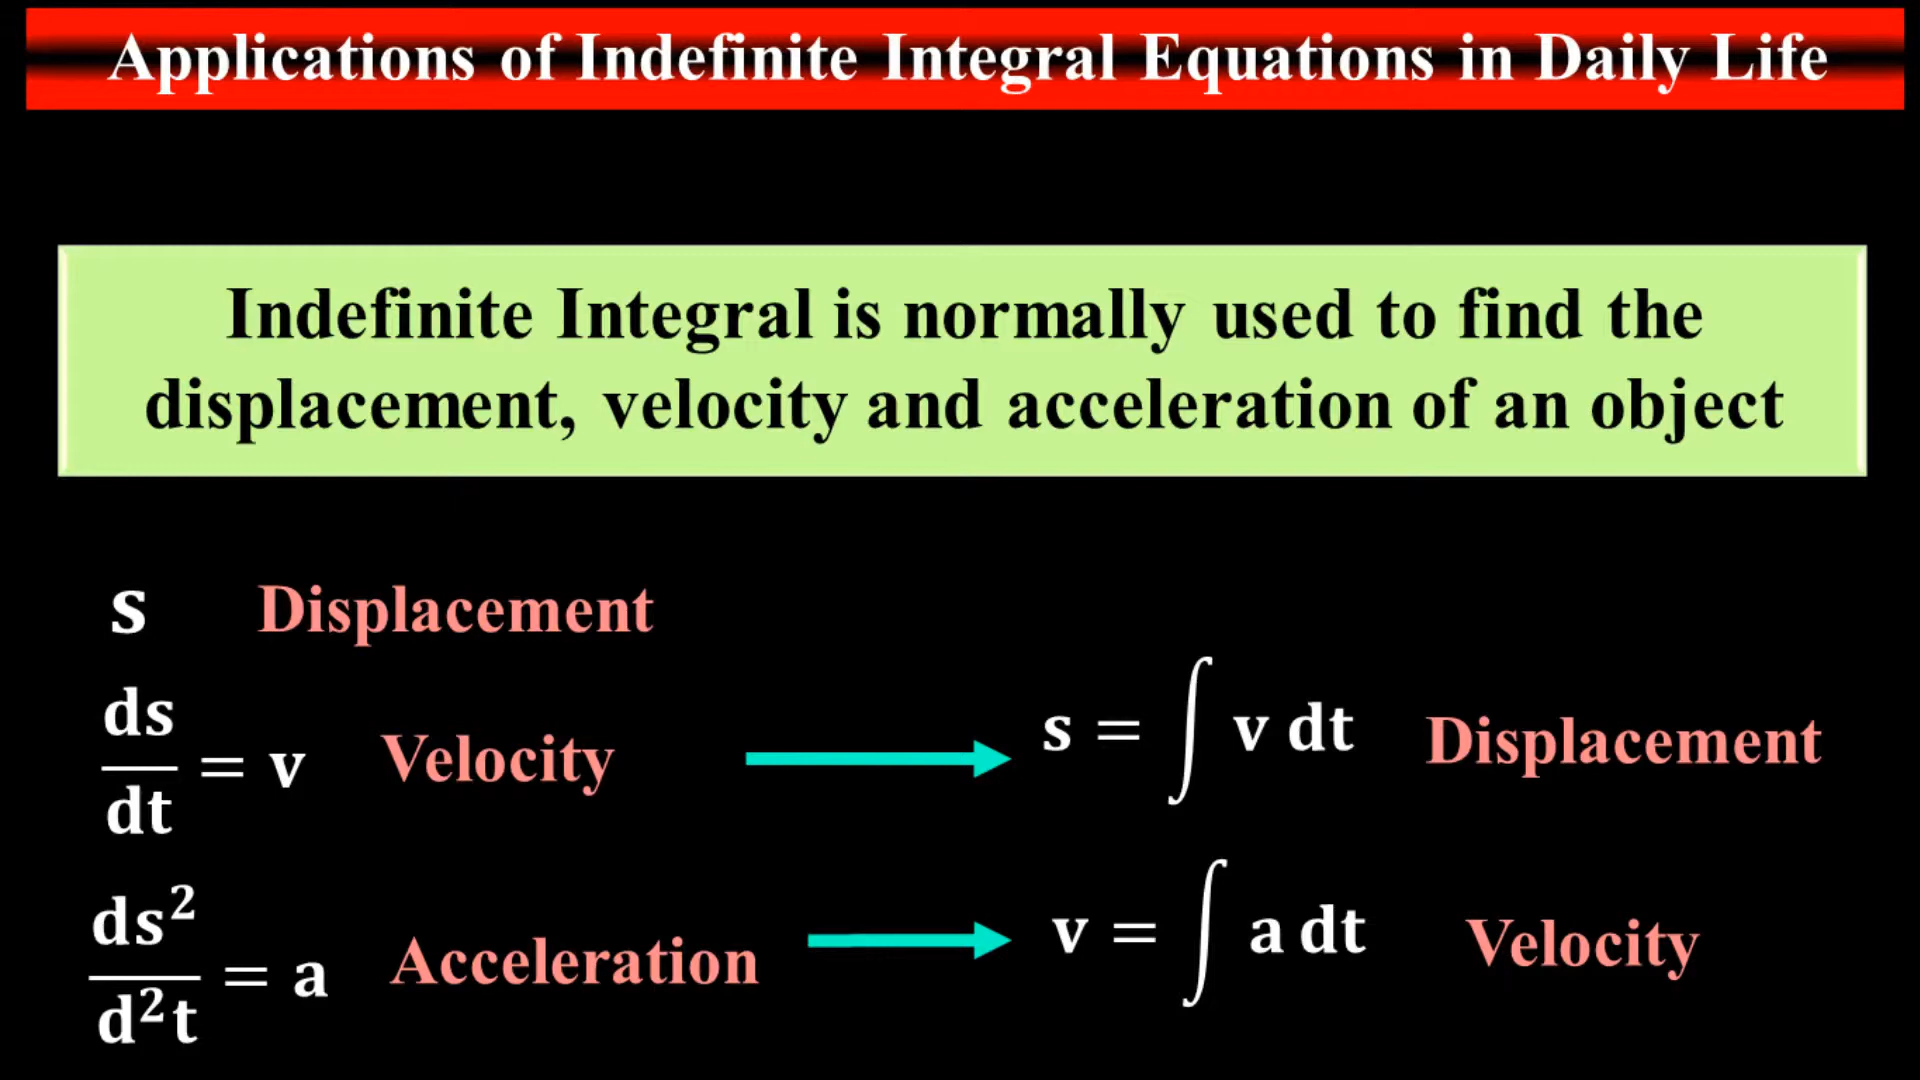 Applications of Indefinite Integral Equations in Daily Life
Indefinite Integral is normally used to find the
displacement, velocity and acceleration of an object
s Displacement
ds/dt = v Velocity
s = ∫ v dt Displacement
ds²/d²t = a Acceleration
v = ∫ a dt Velocity